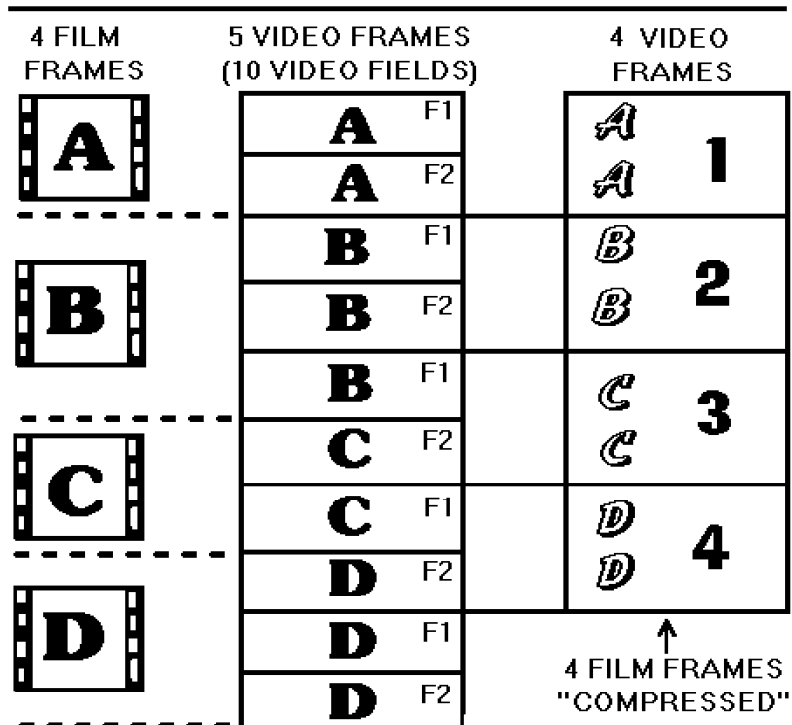 4 FILM
FRAMES
5 VIDEO FRAMES
(10 VIDEO FIELDS)
4 VIDEO
FRAMES
A
B
C
D
A F1
A F2
B F1
B F2
B F1
C F2
C F1
D F2
D F1
D F2
A
A
1
B
B
2
C
C
3
D
D
4
4 FILM FRAMES
"COMPRESSED"